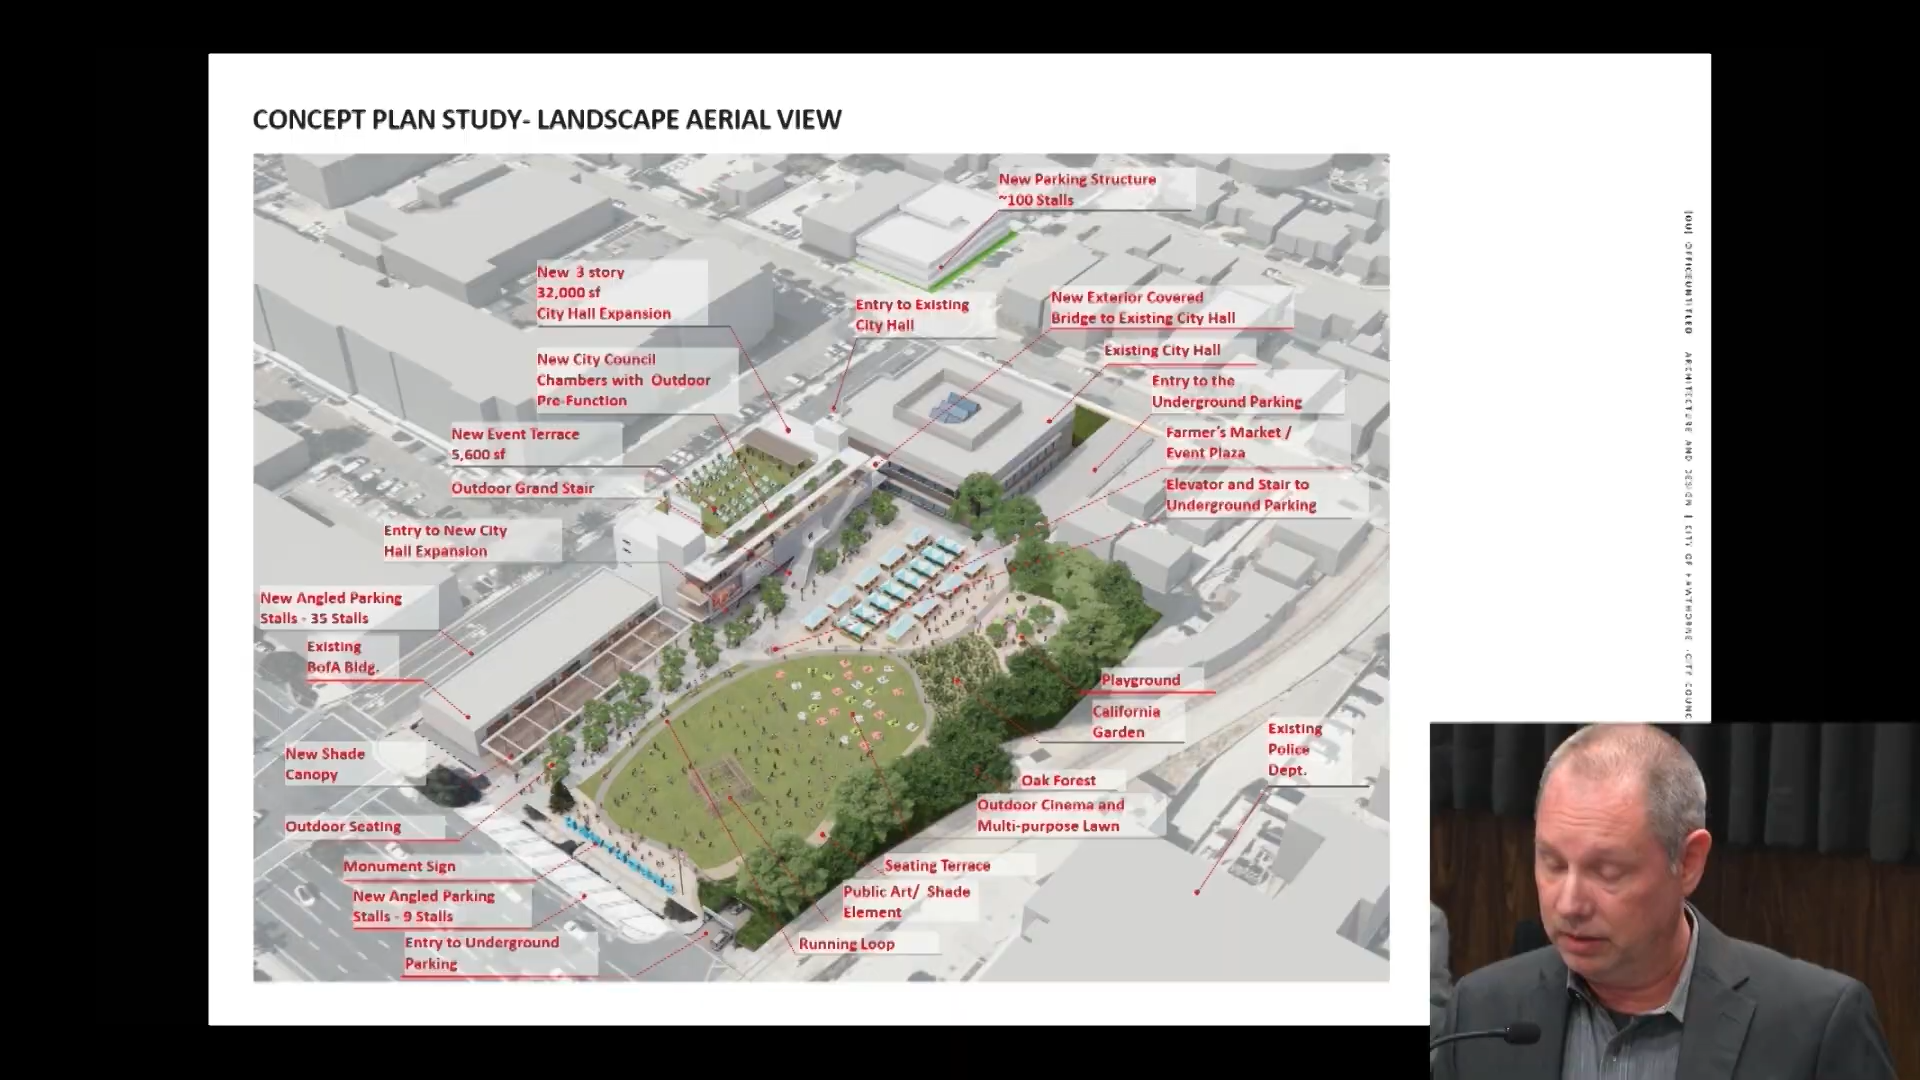 CONCEPT PLAN STUDY- LANDSCAPE AERIAL VIEW
New Parking Structure
~100 Stalls
New 3 story
32,000 sf
City Hall Expansion
Entry to Existing
City Hall
New Exterior Covered
Bridge to Existing City Hall
Existing City Hall
New City Council
Chambers with Outdoor
Pre-Function
Entry to the
Underground Parking
New Event Terrace
5,600 sf
Farmer's Market /
Event Plaza
Outdoor Grand Stair
Elevator and Stair to
Underground Parking
Entry to New City
Hall Expansion
New Angled Parking
Stalls - 35 Stalls
Existing
BofA Bldg.
Playground
California
Garden
Existing
Police
Dept.
New Shade
Canopy
Oak Forest
Outdoor Cinema and
Multi-purpose Lawn
Outdoor Seating
Monument Sign
Seating Terrace
New Angled Parking
Stalls - 9 Stalls
Public Art/ Shade
Element
Entry to Underground
Parking
Running Loop
[OU] OFFICEUNTITLED ARCHITECTURE AND DESIGN | CITY OF HAWTHORNE CITY COUNC